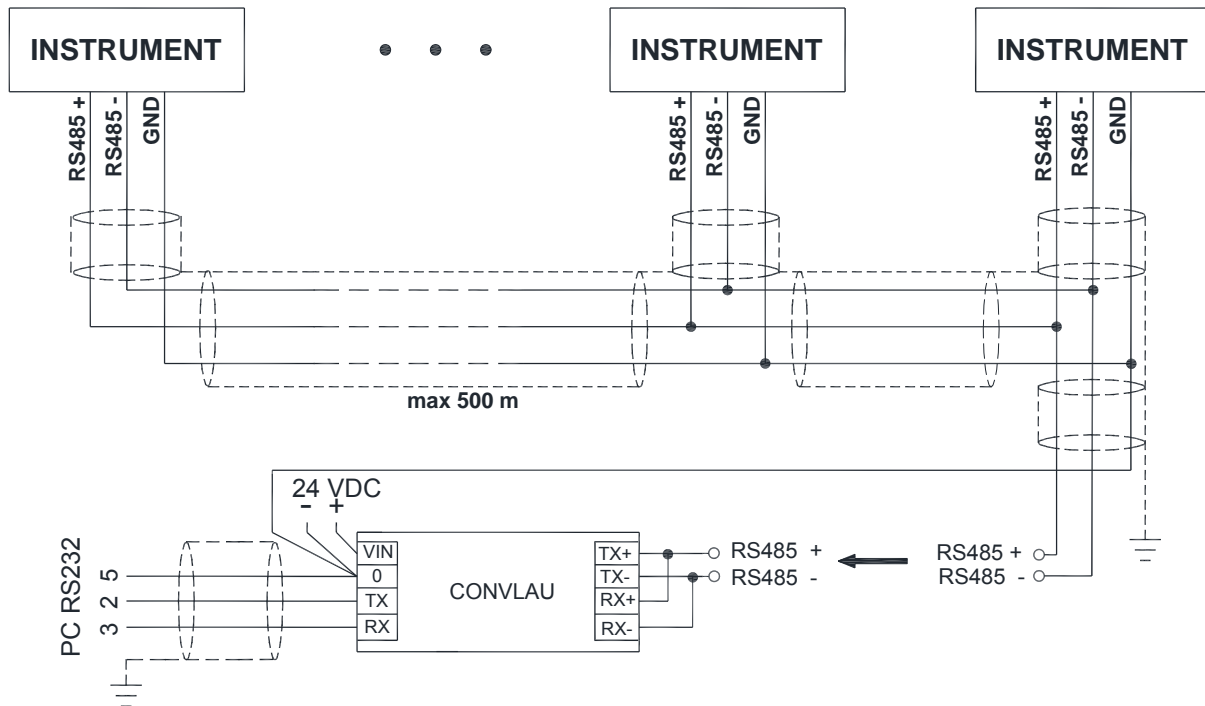 INSTRUMENT
INSTRUMENT
INSTRUMENT
RS485 +
RS485 -
GND
RS485 +
RS485 -
GND
RS485 +
RS485 -
GND
max 500 m
24 VDC
- +
PC RS232
5
2
3
VIN
0
TX
RX
CONVLAU
TX+
TX-
RX+
RX-
RS485 +
RS485 -
RS485 +
RS485 -